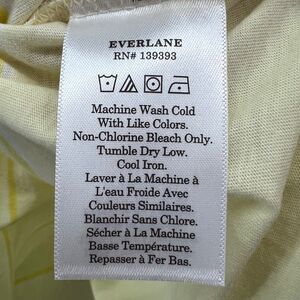 EVERLANE
RN# 139393
Machine Wash Cold
With Like Colors.
Non-Chlorine Bleach Only.
Tumble Dry Low.
Cool Iron.
Laver à La Machine à
L'eau Froide Avec
Couleurs Similaires.
Blanchir Sans Chlore.
Sécher à La Machine
Basse Température.
Repasser à Fer Bas.